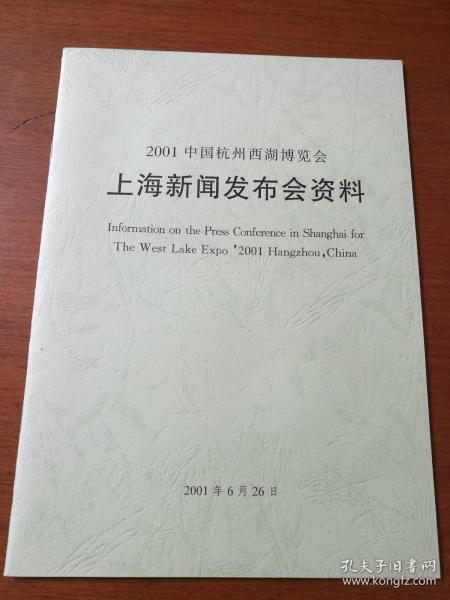 2001 中国杭州西湖博览会
上海新闻发布会资料
Information on the Press Conference in Shanghai for
The West Lake Expo '2001 Hangzhou,China
2001 年 6 月 26 日
孔夫子旧书网
www.kongfz.com